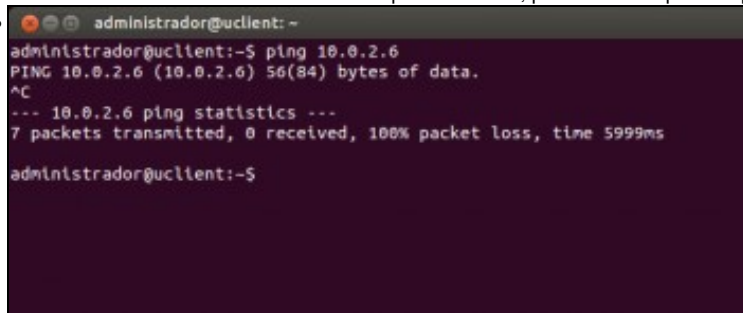 administrador@uclient: ~
administrador@uclient:~$ ping 10.0.2.6
PING 10.0.2.6 (10.0.2.6) 56(84) bytes of data.
^C
--- 10.0.2.6 ping statistics ---
7 packets transmitted, 0 received, 100% packet loss, time 5999ms
administrador@uclient:~$